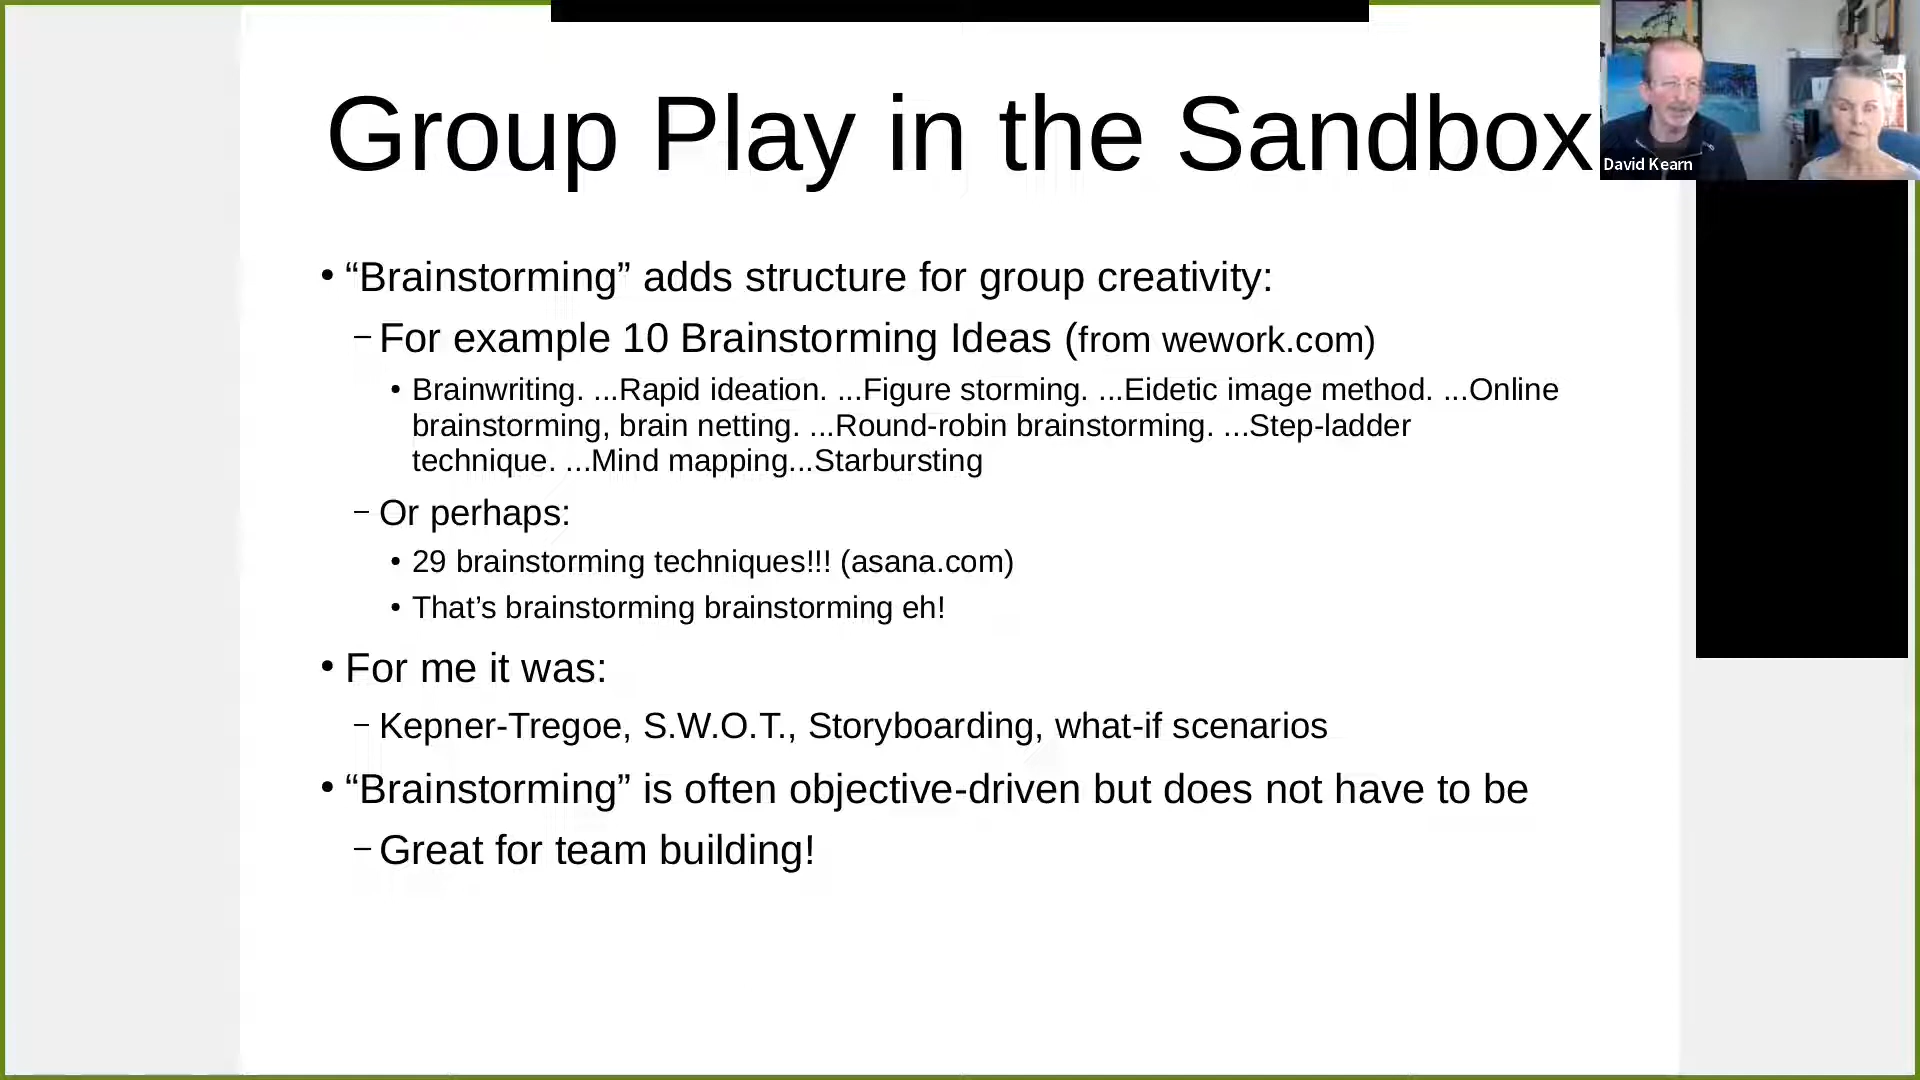 Group Play in the Sandbox
David Kearn
• “Brainstorming” adds structure for group creativity:
– For example 10 Brainstorming Ideas (from wework.com)
• Brainwriting. ...Rapid ideation. ...Figure storming. ...Eidetic image method. ...Online
brainstorming, brain netting. ...Round-robin brainstorming. ...Step-ladder
technique. ...Mind mapping...Starbursting
– Or perhaps:
• 29 brainstorming techniques!!! (asana.com)
• That’s brainstorming brainstorming eh!
• For me it was:
– Kepner-Tregoe, S.W.O.T., Storyboarding, what-if scenarios
• “Brainstorming” is often objective-driven but does not have to be
– Great for team building!